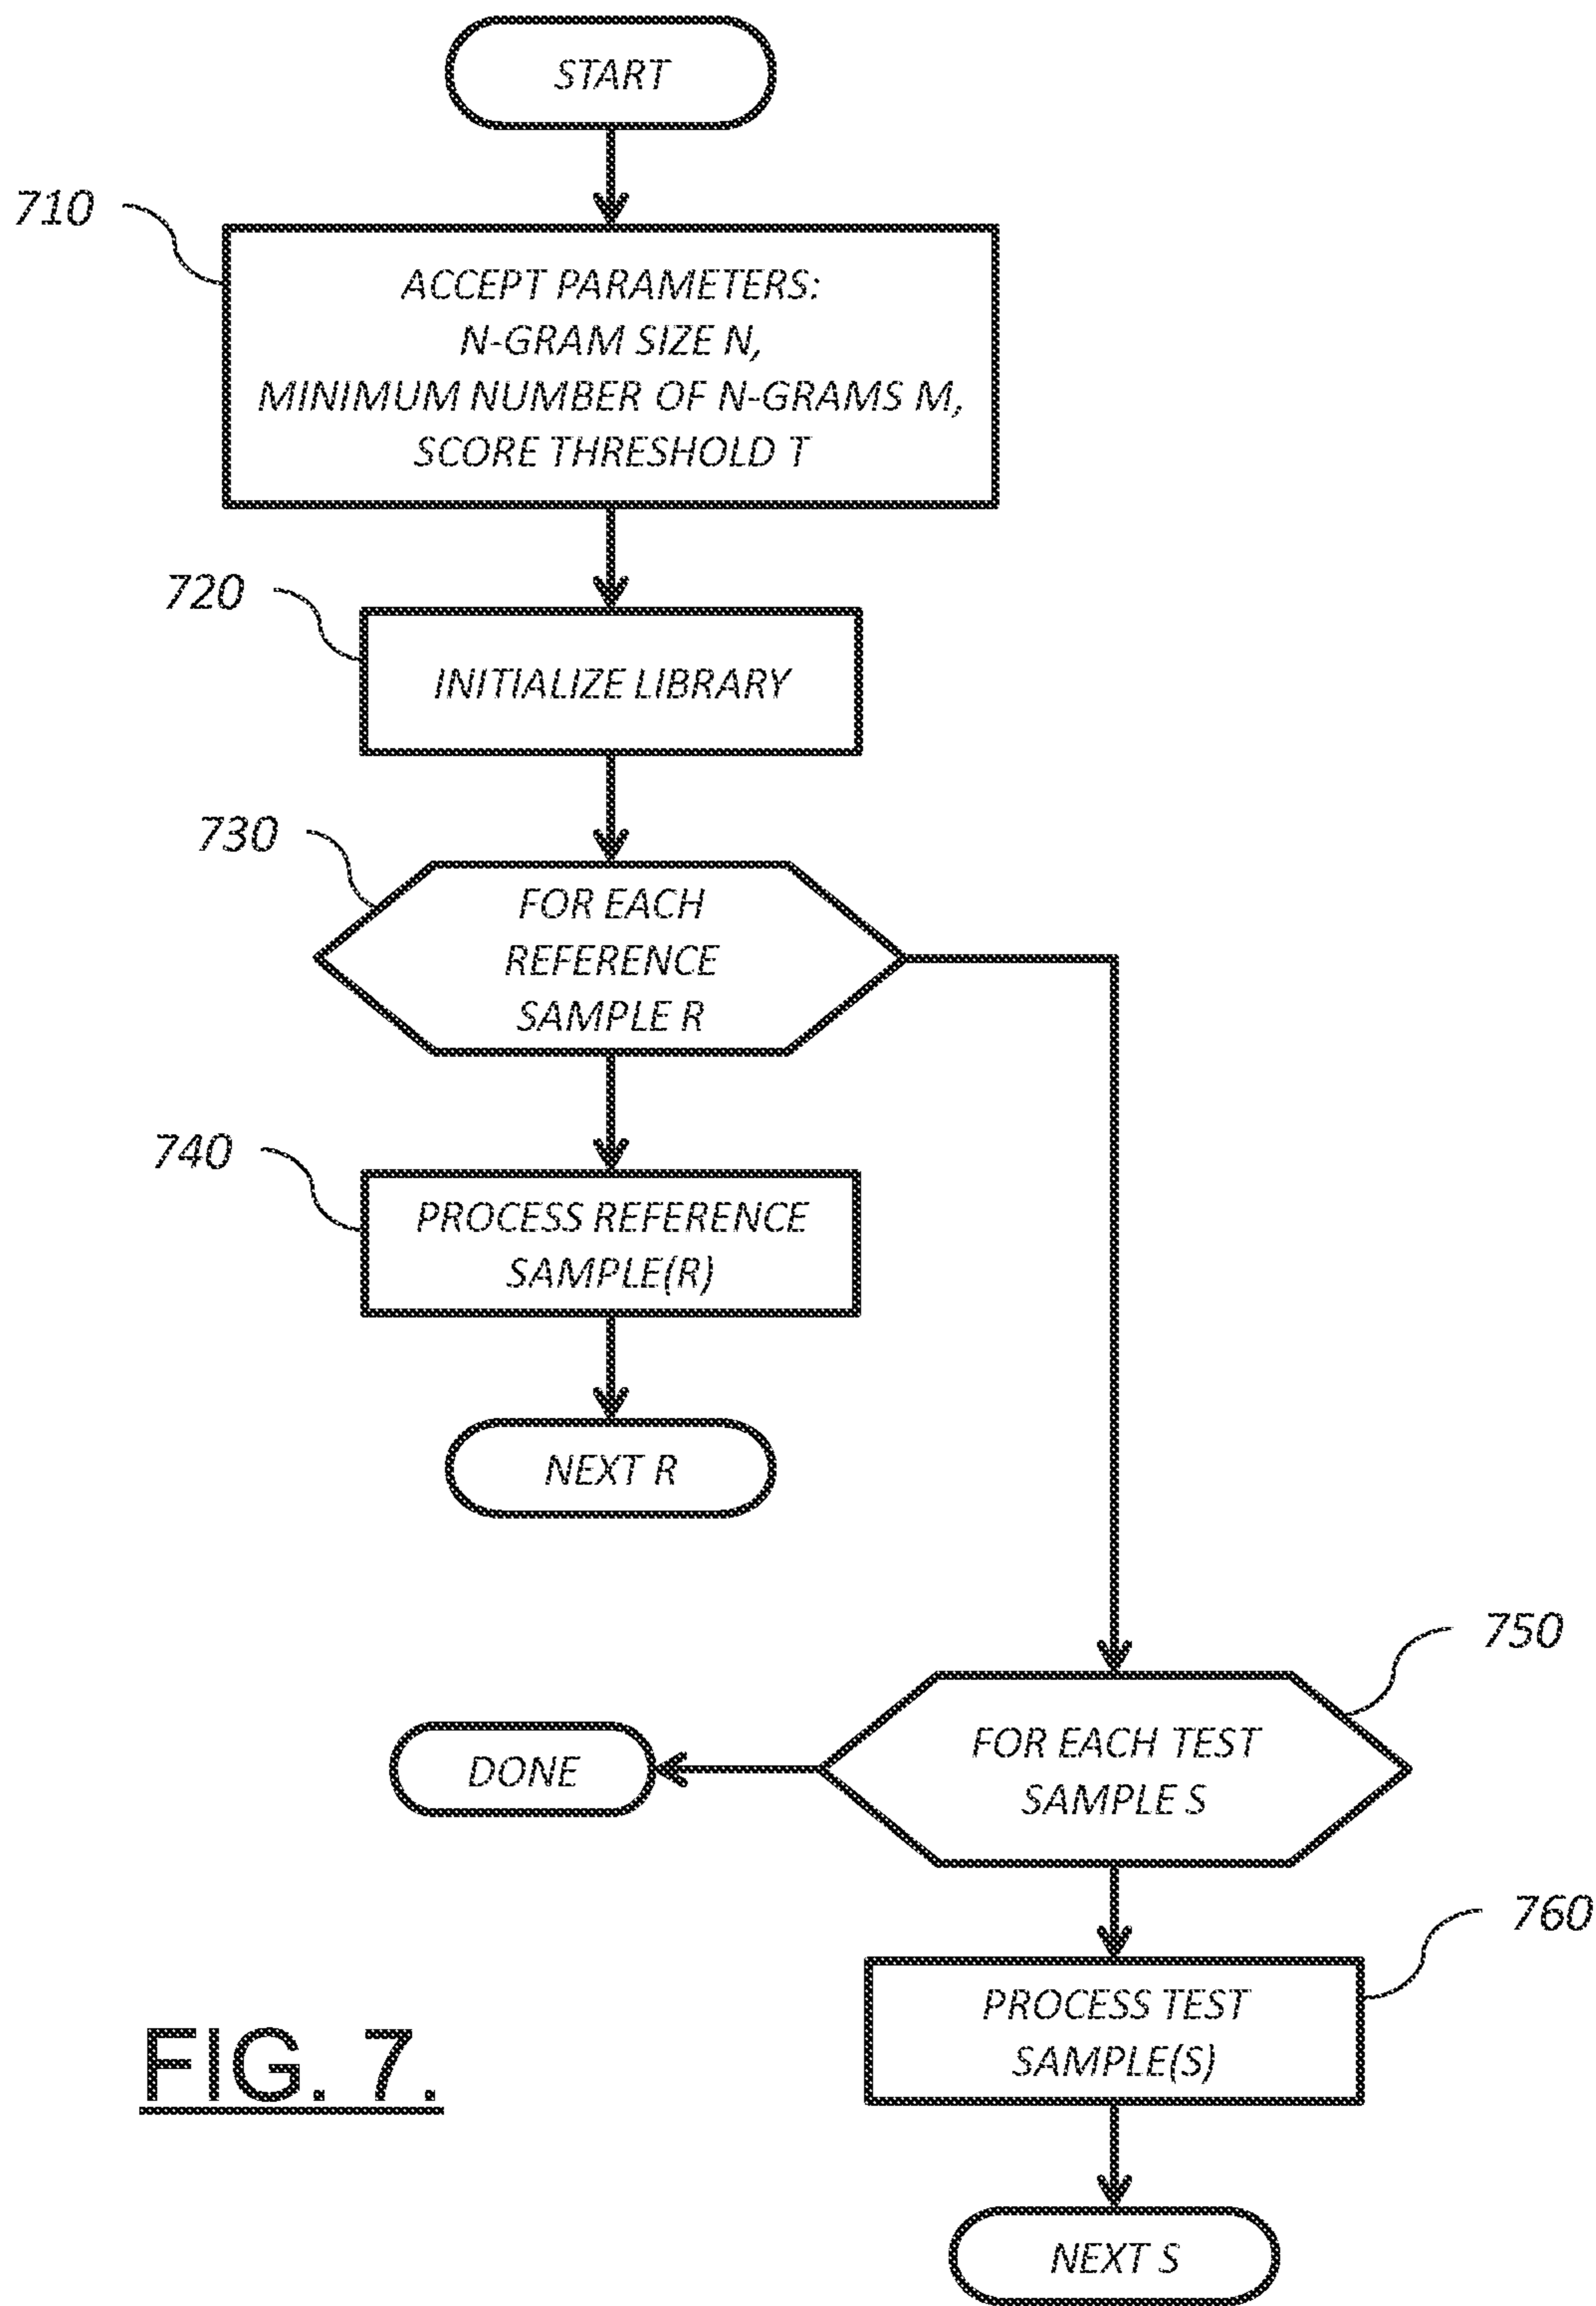 START
710
ACCEPT PARAMETERS:
N-GRAM SIZE N,
MINIMUM NUMBER OF N-GRAMS M,
SCORE THRESHOLD T
720
INITIALIZE LIBRARY
730
FOR EACH
REFERENCE
SAMPLE R
740
PROCESS REFERENCE
SAMPLE(R)
NEXT R
750
FOR EACH TEST
SAMPLE S
DONE
760
PROCESS TEST
SAMPLE(S)
NEXT S
FIG. 7.